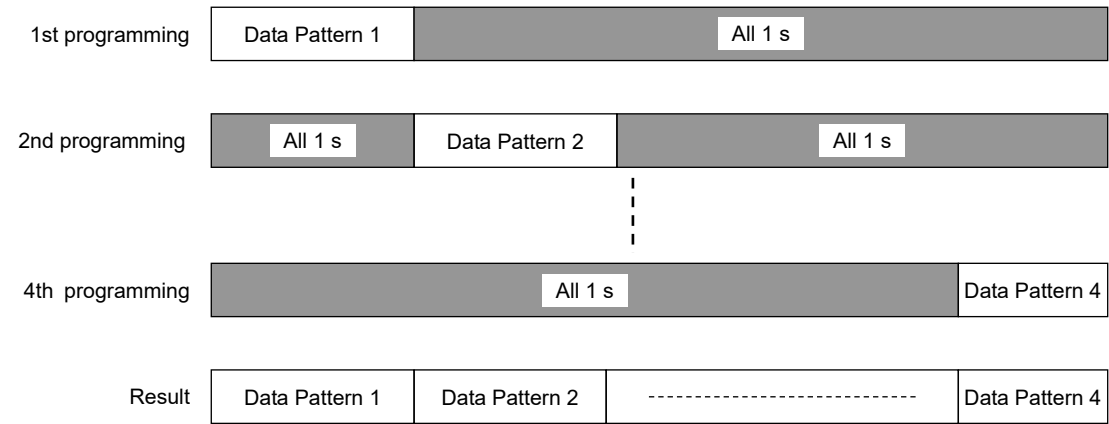 1st programming Data Pattern 1 All 1 s
2nd programming All 1 s Data Pattern 2 All 1 s
4th programming All 1 s Data Pattern 4
Result Data Pattern 1 Data Pattern 2 Data Pattern 4